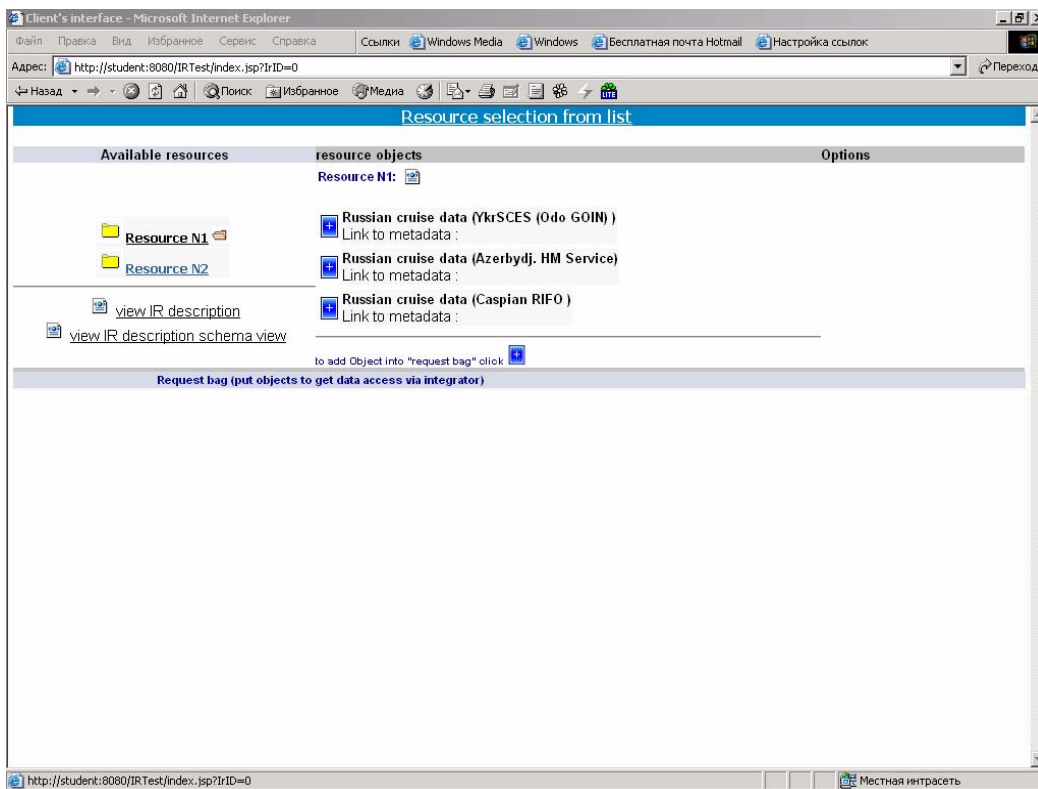 Client's interface - Microsoft Internet Explorer
Файл Правка Вид Избранное Сервис Справка Ссылки Windows Media Windows Бесплатная почта Hotmail Настройка ссылок
Адрес: http://student:8080/IRTest/index.jsp?IrID=0 Переход
Назад Поиск Избранное Медиа LITE
Resource selection from list
Available resources resource objects Options
Resource N1:
Russian cruise data (YkrSCES (Odo GOIN) )
Link to metadata :
Resource N1
Russian cruise data (Azerbydj. HM Service)
Resource N2
Link to metadata :
Russian cruise data (Caspian RIFO )
view IR description
Link to metadata :
view IR description schema view
to add Object into "request bag" click
Request bag (put objects to get data access via integrator)
http://student:8080/IRTest/index.jsp?IrID=0 Местная интрасеть